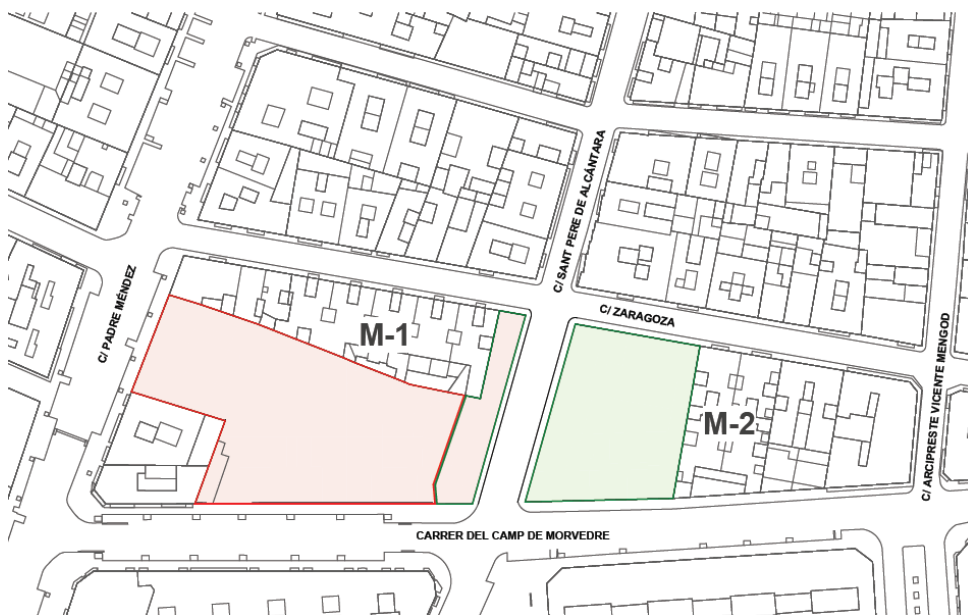 C/ SANT PERE DE ALCÁNTARA
C/ PADRE MÉNDEZ
C/ ZARAGOZA
M-1
M-2
C/ ARCIPRESTE VICENTE MENGOD
CARRER DEL CAMP DE MORVEDRE